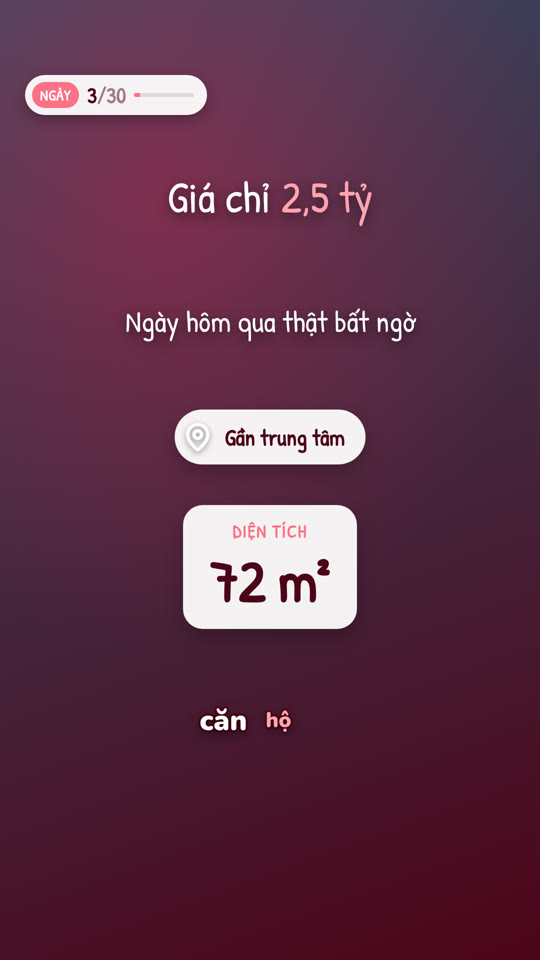 NGÀY 3/30
Giá chỉ 2,5 tỷ
Ngày hôm qua thật bất ngờ
Gần trung tâm
DIỆN TÍCH
72 m²
căn hộ